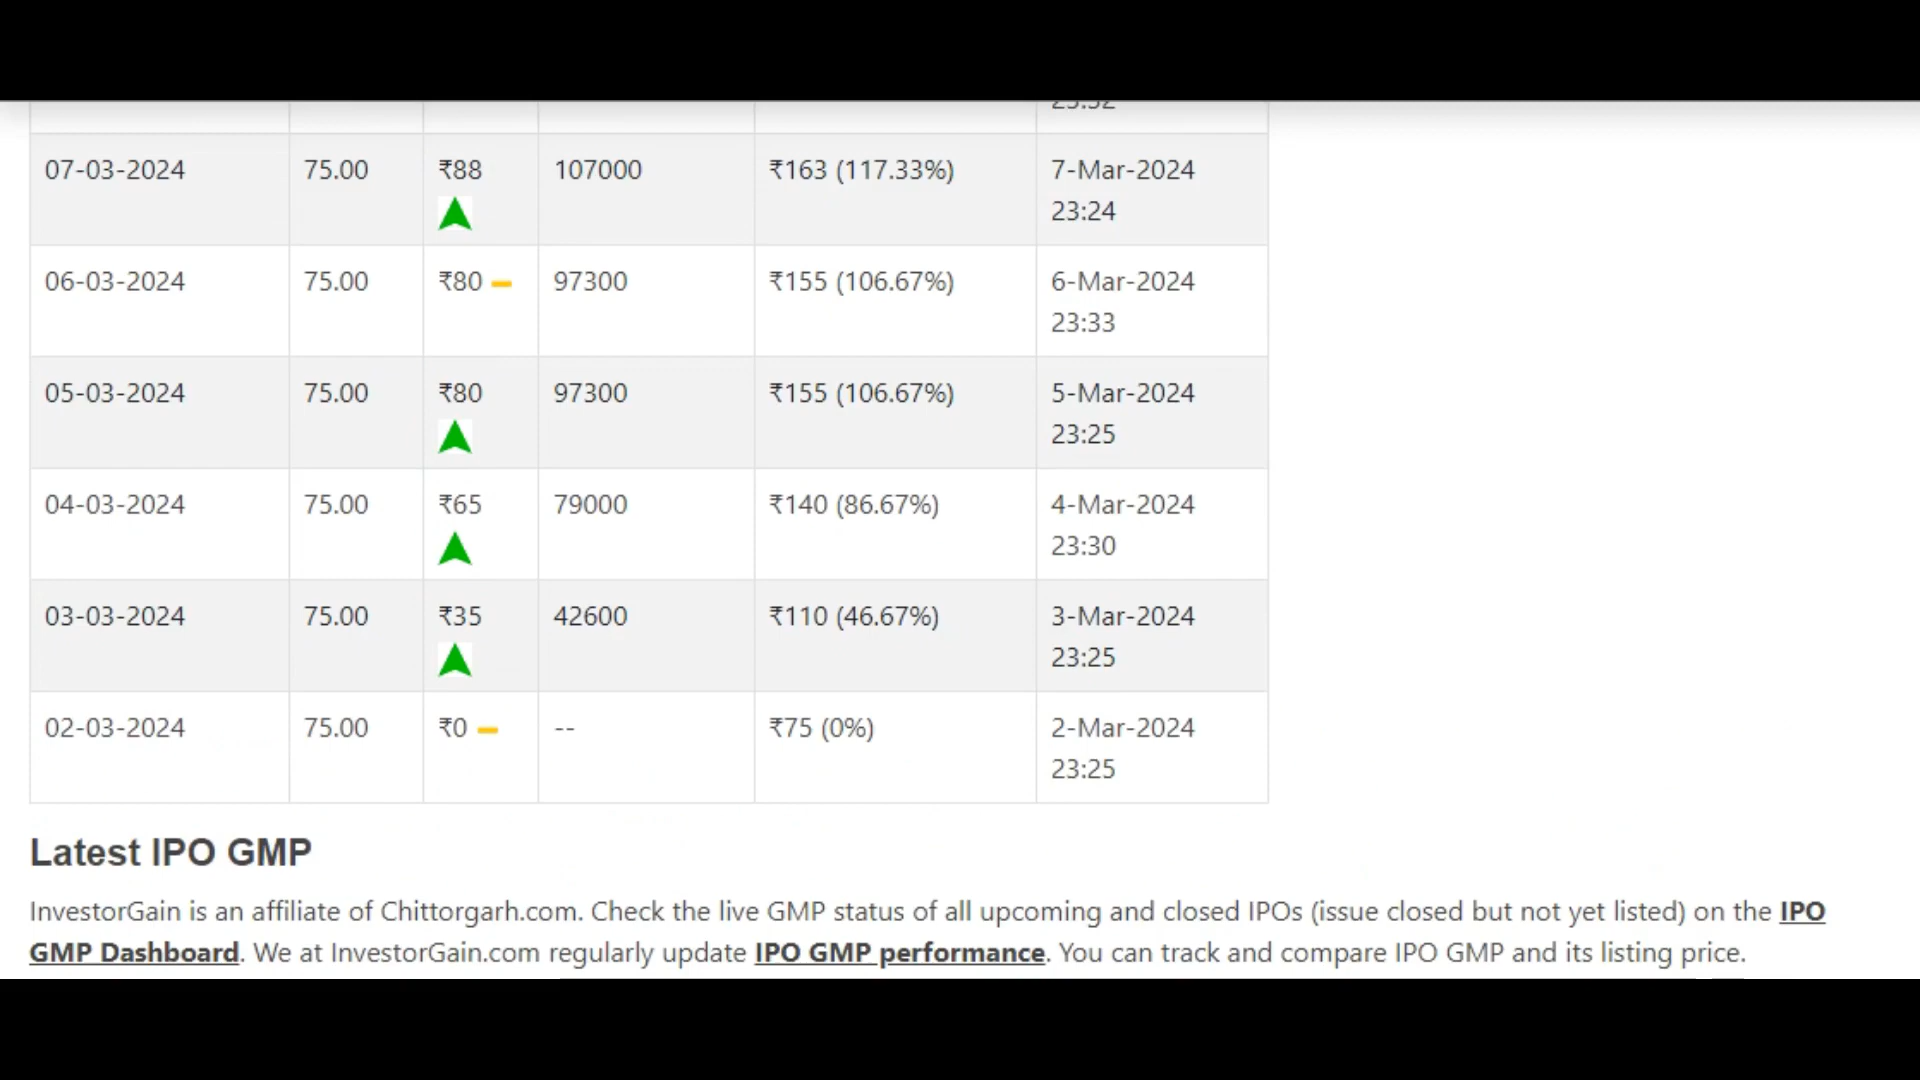 07-03-2024 75.00 ₹88 107000 ₹163 (117.33%) 7-Mar-2024
23:24
06-03-2024 75.00 ₹80 97300 ₹155 (106.67%) 6-Mar-2024
23:33
05-03-2024 75.00 ₹80 97300 ₹155 (106.67%) 5-Mar-2024
23:25
04-03-2024 75.00 ₹65 79000 ₹140 (86.67%) 4-Mar-2024
23:30
03-03-2024 75.00 ₹35 42600 ₹110 (46.67%) 3-Mar-2024
23:25
02-03-2024 75.00 ₹0 -- ₹75 (0%) 2-Mar-2024
23:25
Latest IPO GMP
InvestorGain is an affiliate of Chittorgarh.com. Check the live GMP status of all upcoming and closed IPOs (issue closed but not yet listed) on the IPO
GMP Dashboard. We at InvestorGain.com regularly update IPO GMP performance. You can track and compare IPO GMP and its listing price.